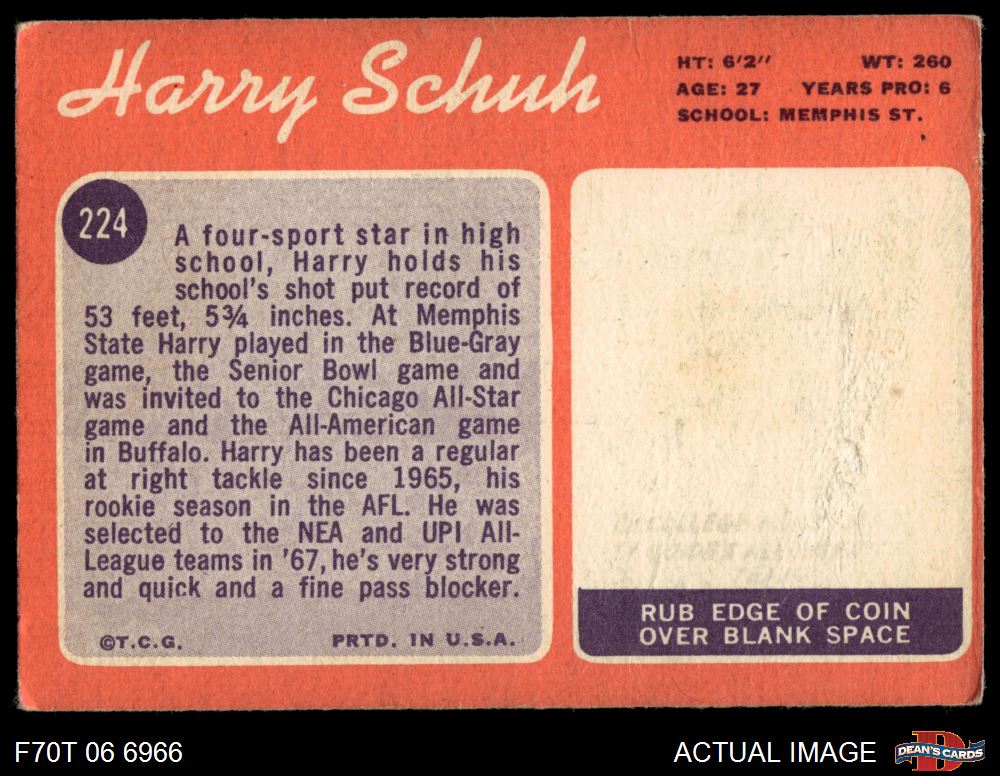 Harry Schuh
HT: 6'2" WT: 260
AGE: 27 YEARS PRO: 6
SCHOOL: MEMPHIS ST.
224
A four-sport star in high
school, Harry holds his
school's shot put record of
53 feet, 5¾ inches. At Memphis
State Harry played in the Blue-Gray
game, the Senior Bowl game and
was invited to the Chicago All-Star
game and the All-American game
in Buffalo. Harry has been a regular
at right tackle since 1965, his
rookie season in the AFL. He was
selected to the NEA and UPI All-
League teams in '67, he's very strong
and quick and a fine pass blocker.
©T.C.G. PRTD. IN U.S.A.
RUB EDGE OF COIN
OVER BLANK SPACE
F70T 06 6966
ACTUAL IMAGE
D
DEAN'S CARDS